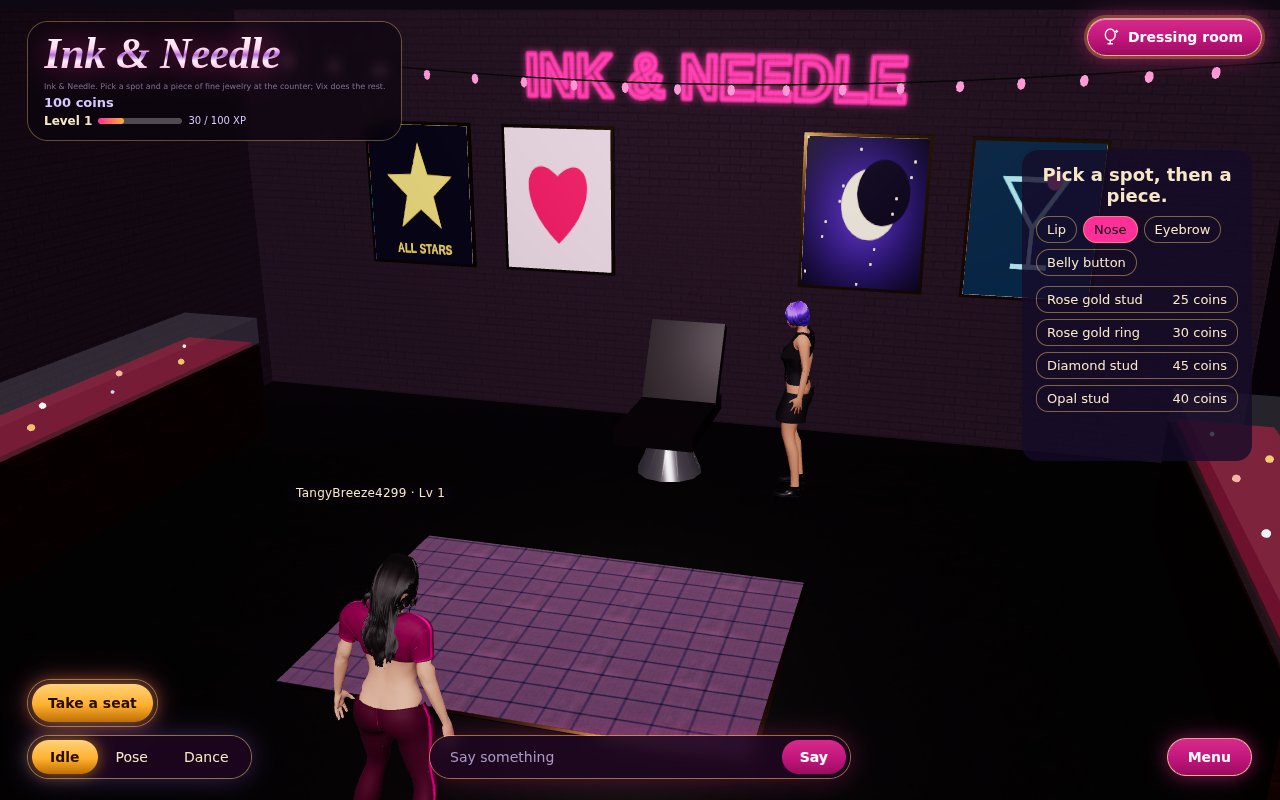 Ink & Needle
Ink & Needle. Pick a spot and a piece of fine jewelry at the counter; Vix does the rest.
100 coins
Level 1 30 / 100 XP
INK & NEEDLE
Dressing room
ALL STARS
Pick a spot, then a
piece.
Lip Nose Eyebrow
Belly button
Rose gold stud 25 coins
Rose gold ring 30 coins
Diamond stud 45 coins
Opal stud 40 coins
TangyBreeze4299 · Lv 1
Take a seat
Idle Pose Dance
Say something Say
Menu